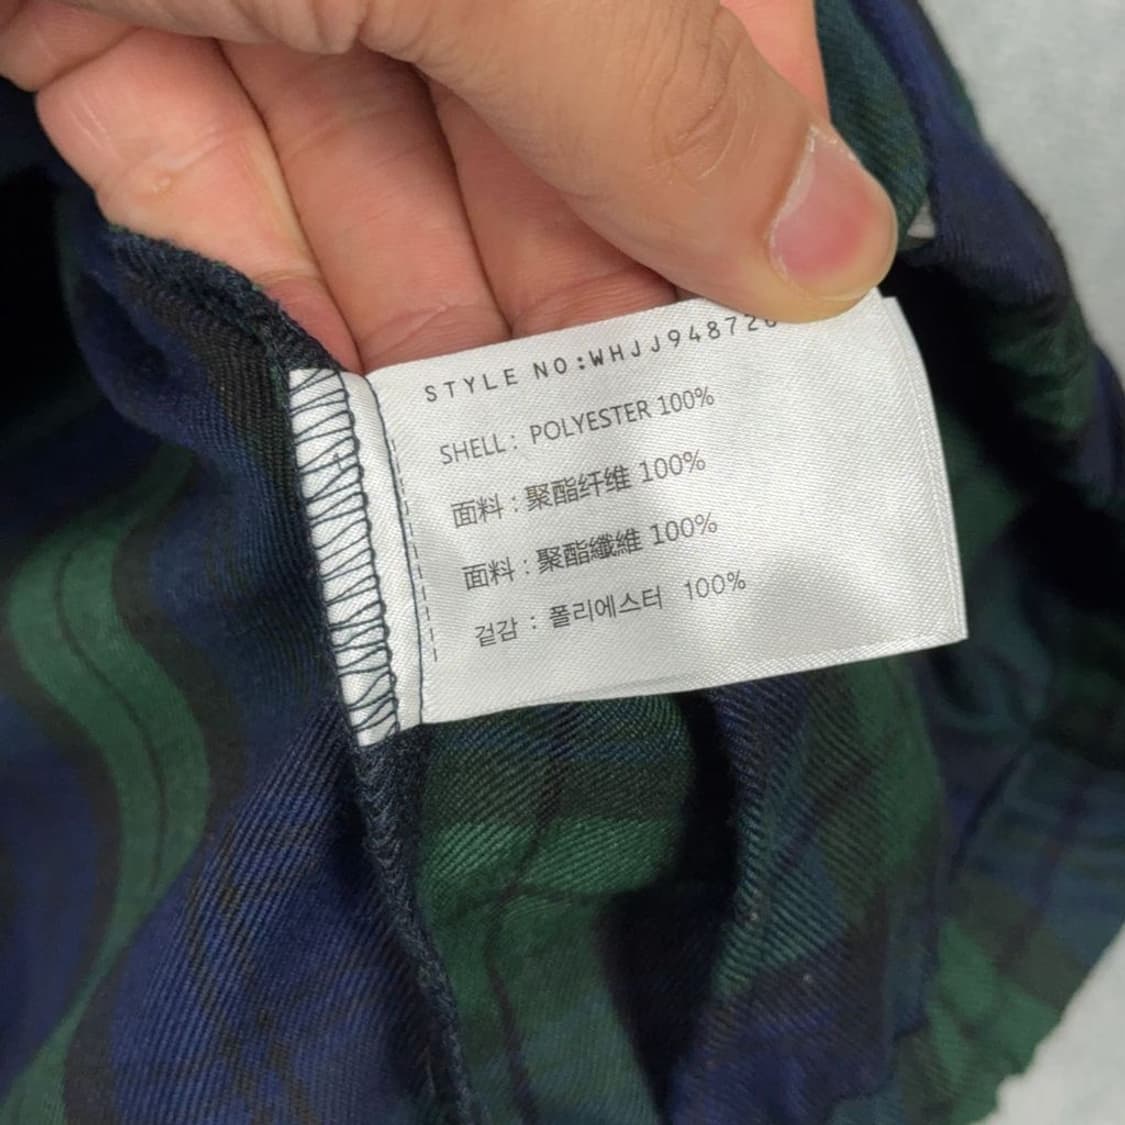 STYLE NO:WHJJ94872
SHELL: POLYESTER 100%
面料:聚酯纤维 100%
面料:聚酯纖維 100%
겉감 : 폴리에스터 100%